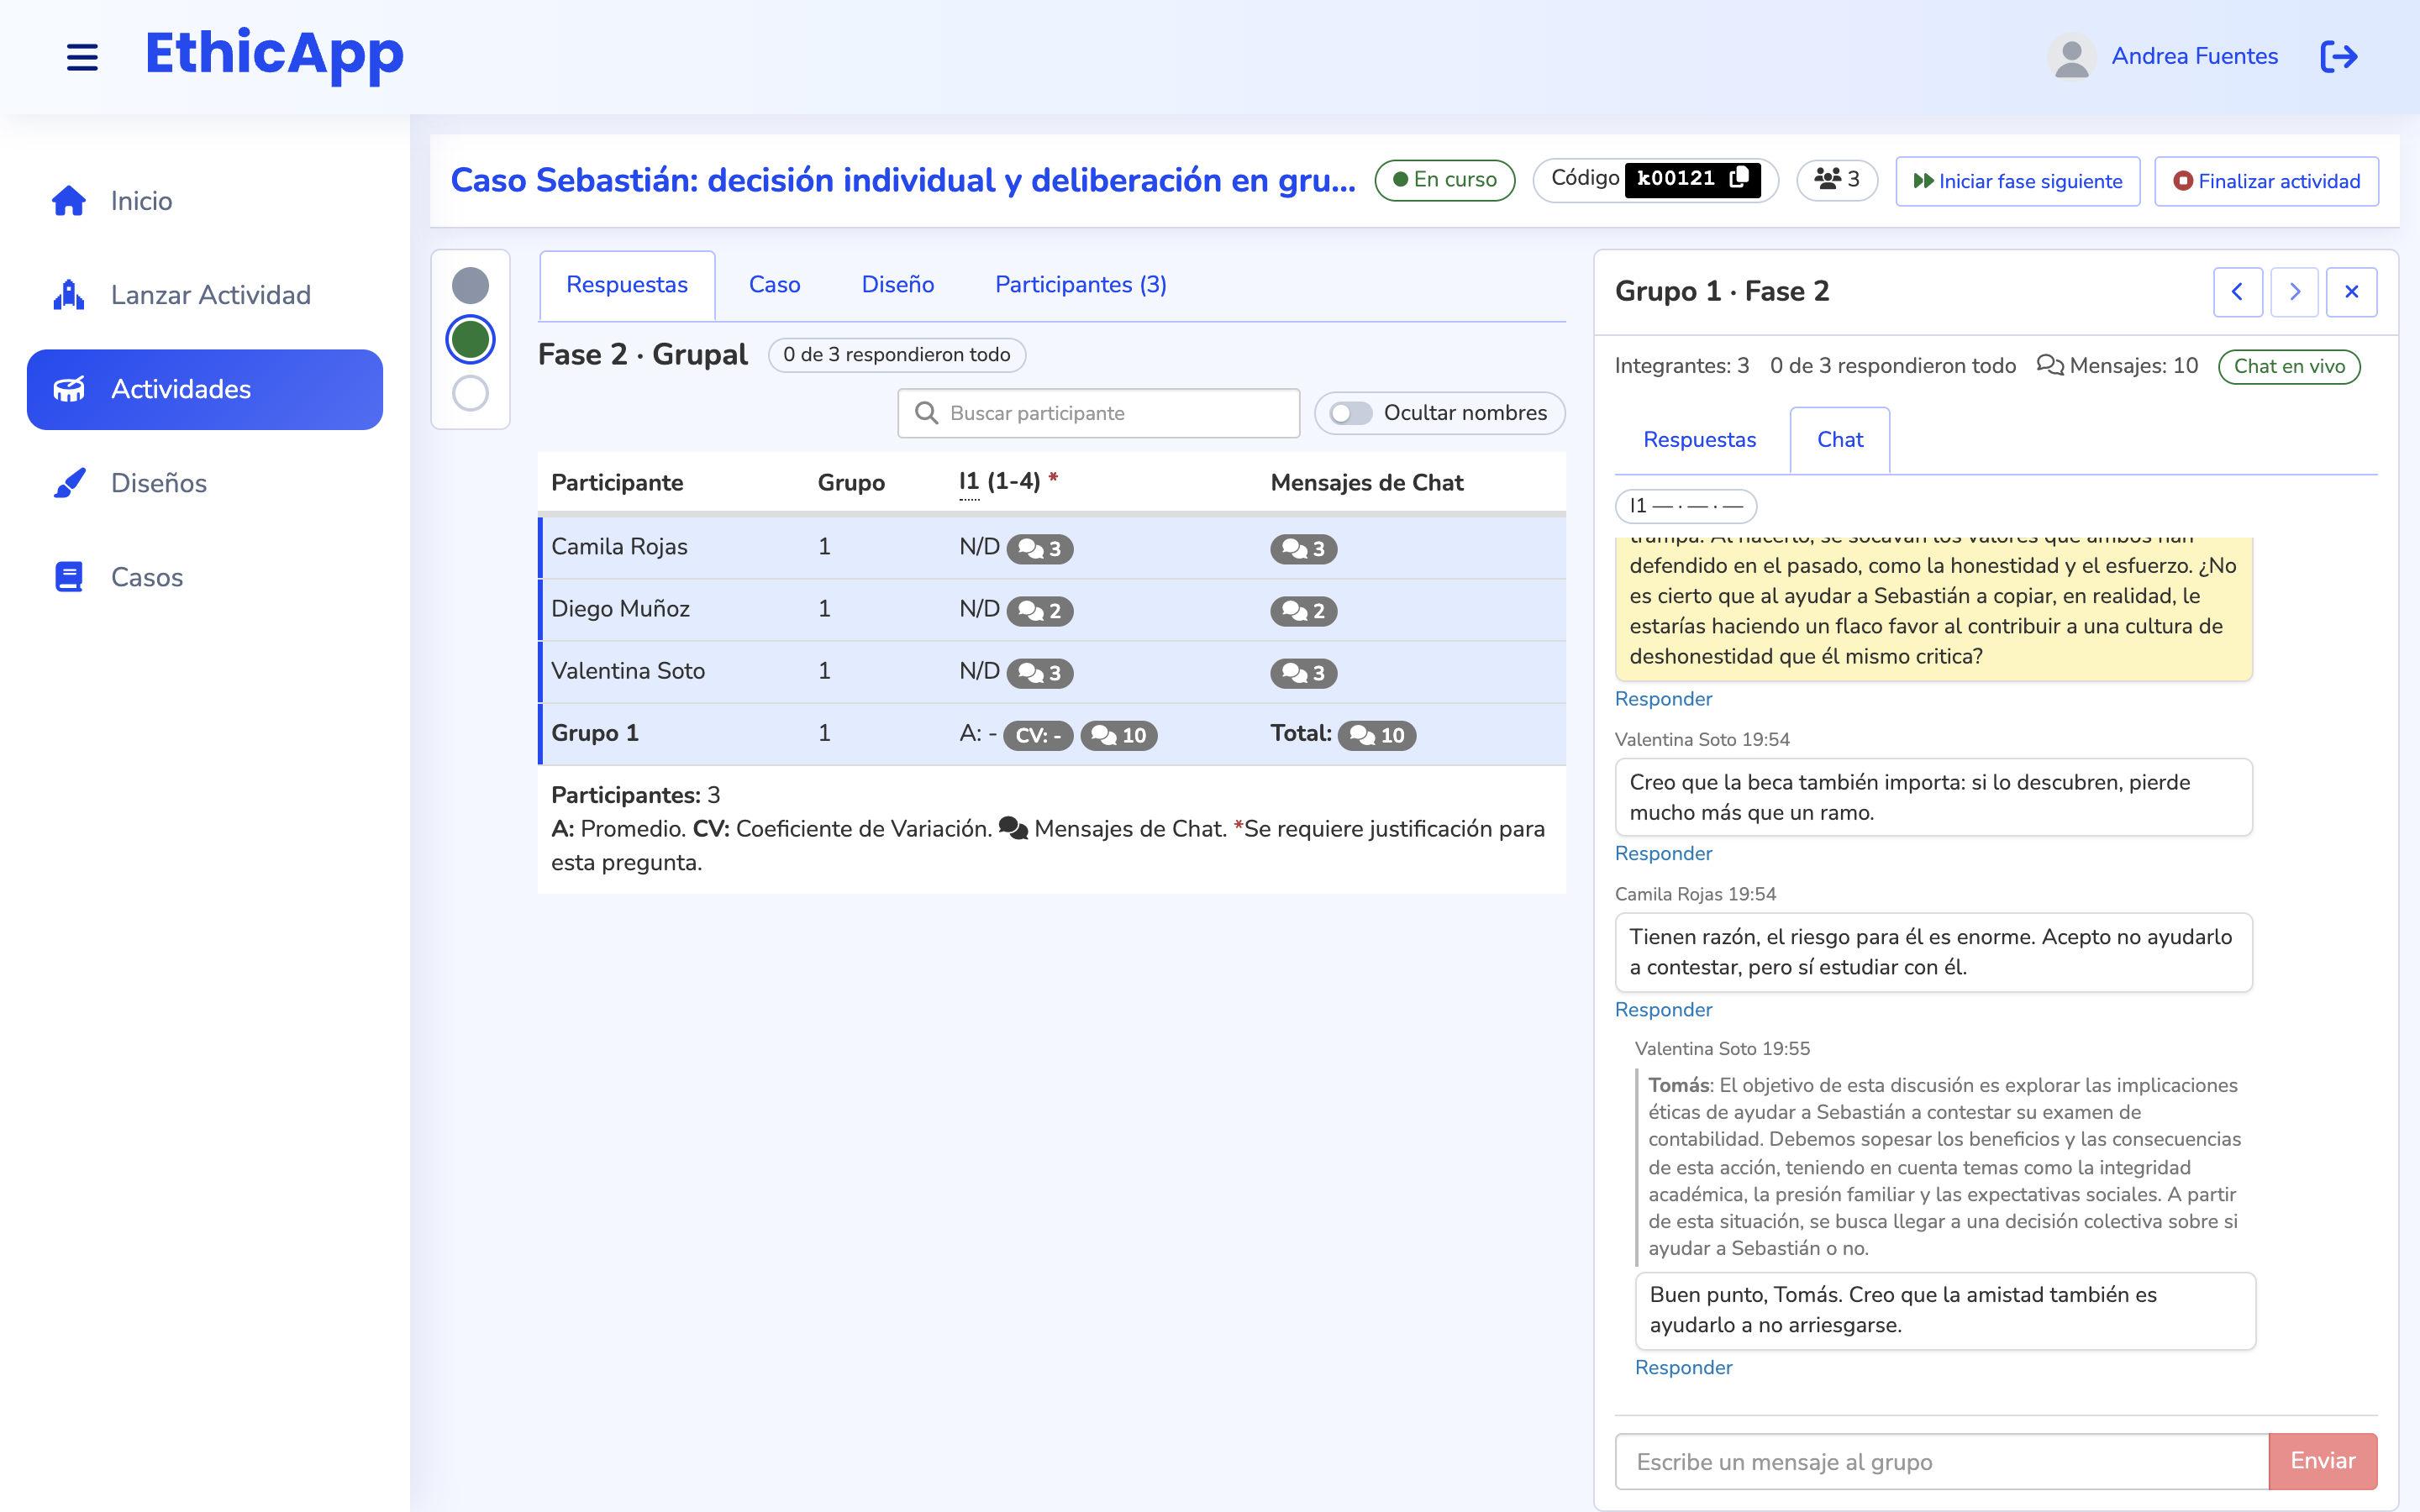 EthicApp
Andrea Fuentes
Inicio
Lanzar Actividad
Actividades
Diseños
Casos
Caso Sebastián: decisión individual y deliberación en gru...
En curso
Código k00121
3
Iniciar fase siguiente
Finalizar actividad
Respuestas
Caso
Diseño
Participantes (3)
Fase 2 · Grupal
0 de 3 respondieron todo
Buscar participante
Ocultar nombres
Participante Grupo I1 (1-4) * Mensajes de Chat
Camila Rojas 1 N/D 3 3
Diego Muñoz 1 N/D 2 2
Valentina Soto 1 N/D 3 3
Grupo 1 1 A: - CV: - 10 Total: 10
Participantes: 3
A: Promedio. CV: Coeficiente de Variación. Mensajes de Chat. *Se requiere justificación para
esta pregunta.
Grupo 1 · Fase 2
Integrantes: 3 0 de 3 respondieron todo Mensajes: 10 Chat en vivo
Respuestas
Chat
I1 — · — · —
trampa. Al hacerlo, se socavan los valores que ambos han
defendido en el pasado, como la honestidad y el esfuerzo. ¿No
es cierto que al ayudar a Sebastián a copiar, en realidad, le
estarías haciendo un flaco favor al contribuir a una cultura de
deshonestidad que él mismo critica?
Responder
Valentina Soto 19:54
Creo que la beca también importa: si lo descubren, pierde
mucho más que un ramo.
Responder
Camila Rojas 19:54
Tienen razón, el riesgo para él es enorme. Acepto no ayudarlo
a contestar, pero sí estudiar con él.
Responder
Valentina Soto 19:55
Tomás: El objetivo de esta discusión es explorar las implicaciones
éticas de ayudar a Sebastián a contestar su examen de
contabilidad. Debemos sopesar los beneficios y las consecuencias
de esta acción, teniendo en cuenta temas como la integridad
académica, la presión familiar y las expectativas sociales. A partir
de esta situación, se busca llegar a una decisión colectiva sobre si
ayudar a Sebastián o no.
Buen punto, Tomás. Creo que la amistad también es
ayudarlo a no arriesgarse.
Responder
Escribe un mensaje al grupo
Enviar